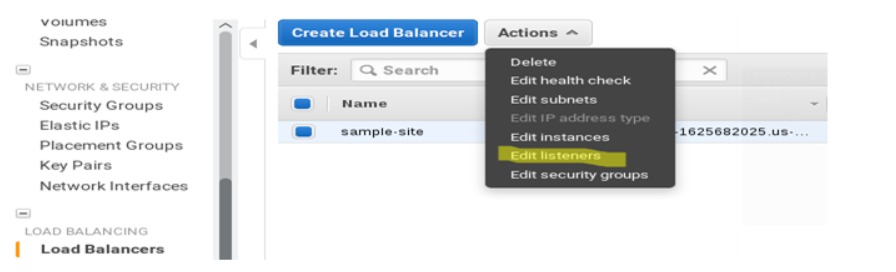 Volumes
Snapshots
NETWORK & SECURITY
Security Groups
Elastic IPs
Placement Groups
Key Pairs
Network Interfaces
LOAD BALANCING
Load Balancers
Create Load Balancer
Actions
Filter:
Search
Name
sample-site
-1625682025.us-...
Delete
Edit health check
Edit subnets
Edit IP address type
Edit instances
Edit listeners
Edit security groups